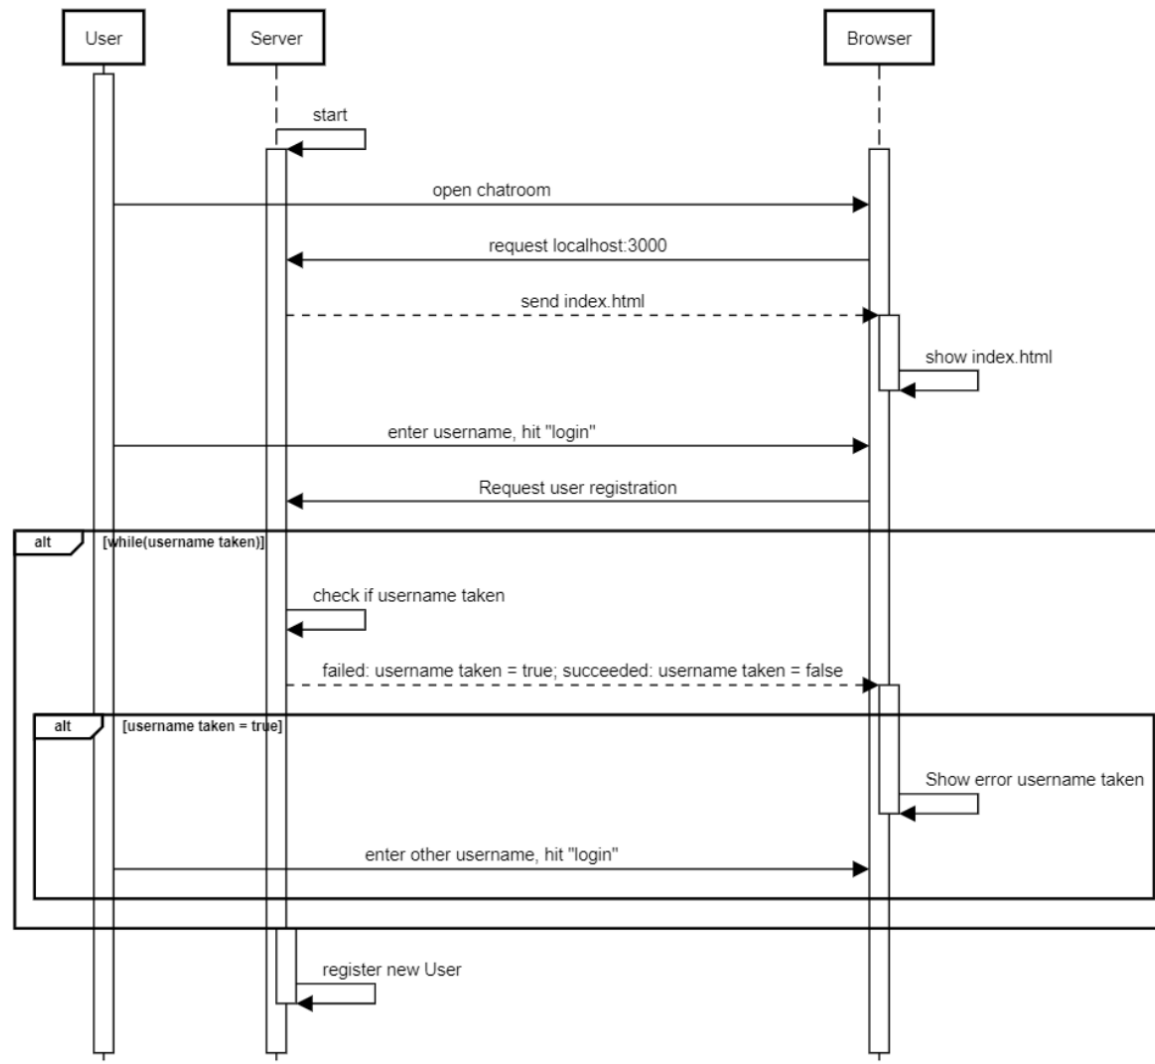 User
Server
Browser
start
open chatroom
request localhost:3000
send index.html
show index.html
enter username, hit "login"
Request user registration
alt
[while(username taken)]
check if username taken
failed: username taken = true; succeeded: username taken = false
alt
[username taken = true]
Show error username taken
enter other username, hit "login"
register new User